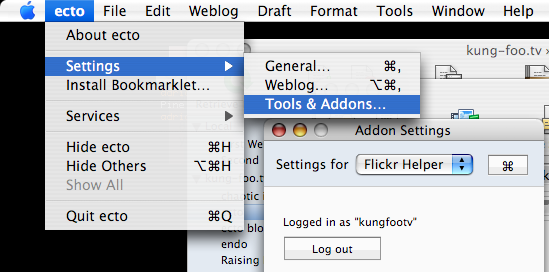 ecto File Edit Weblog Draft Format Tools Window Help
About ecto
Settings
Install Bookmarklet...
Services
Hide ecto ⌘H
Hide Others ⌥⌘H
Show All
Quit ecto ⌘Q
General... ⌘,
Weblog... ⌥⌘,
Tools & Addons...
kung-foo.tv
Addon Settings
Settings for Flickr Helper ⌘
Logged in as "kungfootv"
Log out
ecto blo
endo
Raising